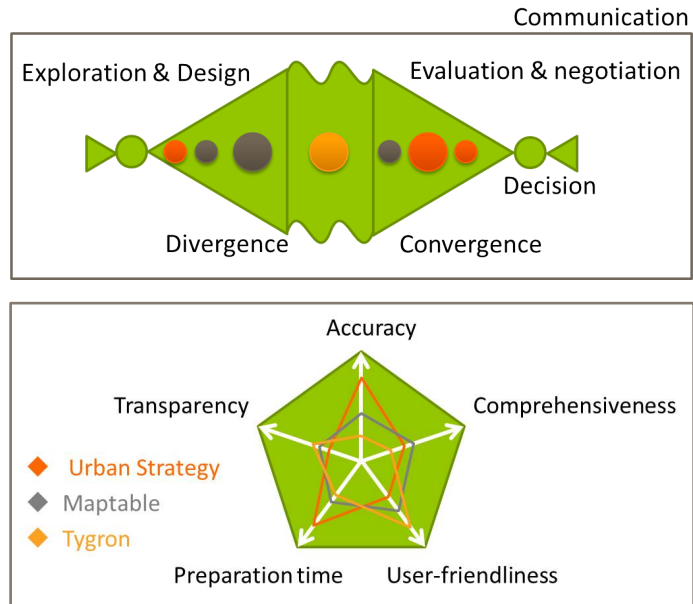 Communication
Exploration & Design
Evaluation & negotiation
Decision
Divergence
Convergence
Accuracy
Transparency
Comprehensiveness
Urban Strategy
Maptable
Tygron
Preparation time
User-friendliness